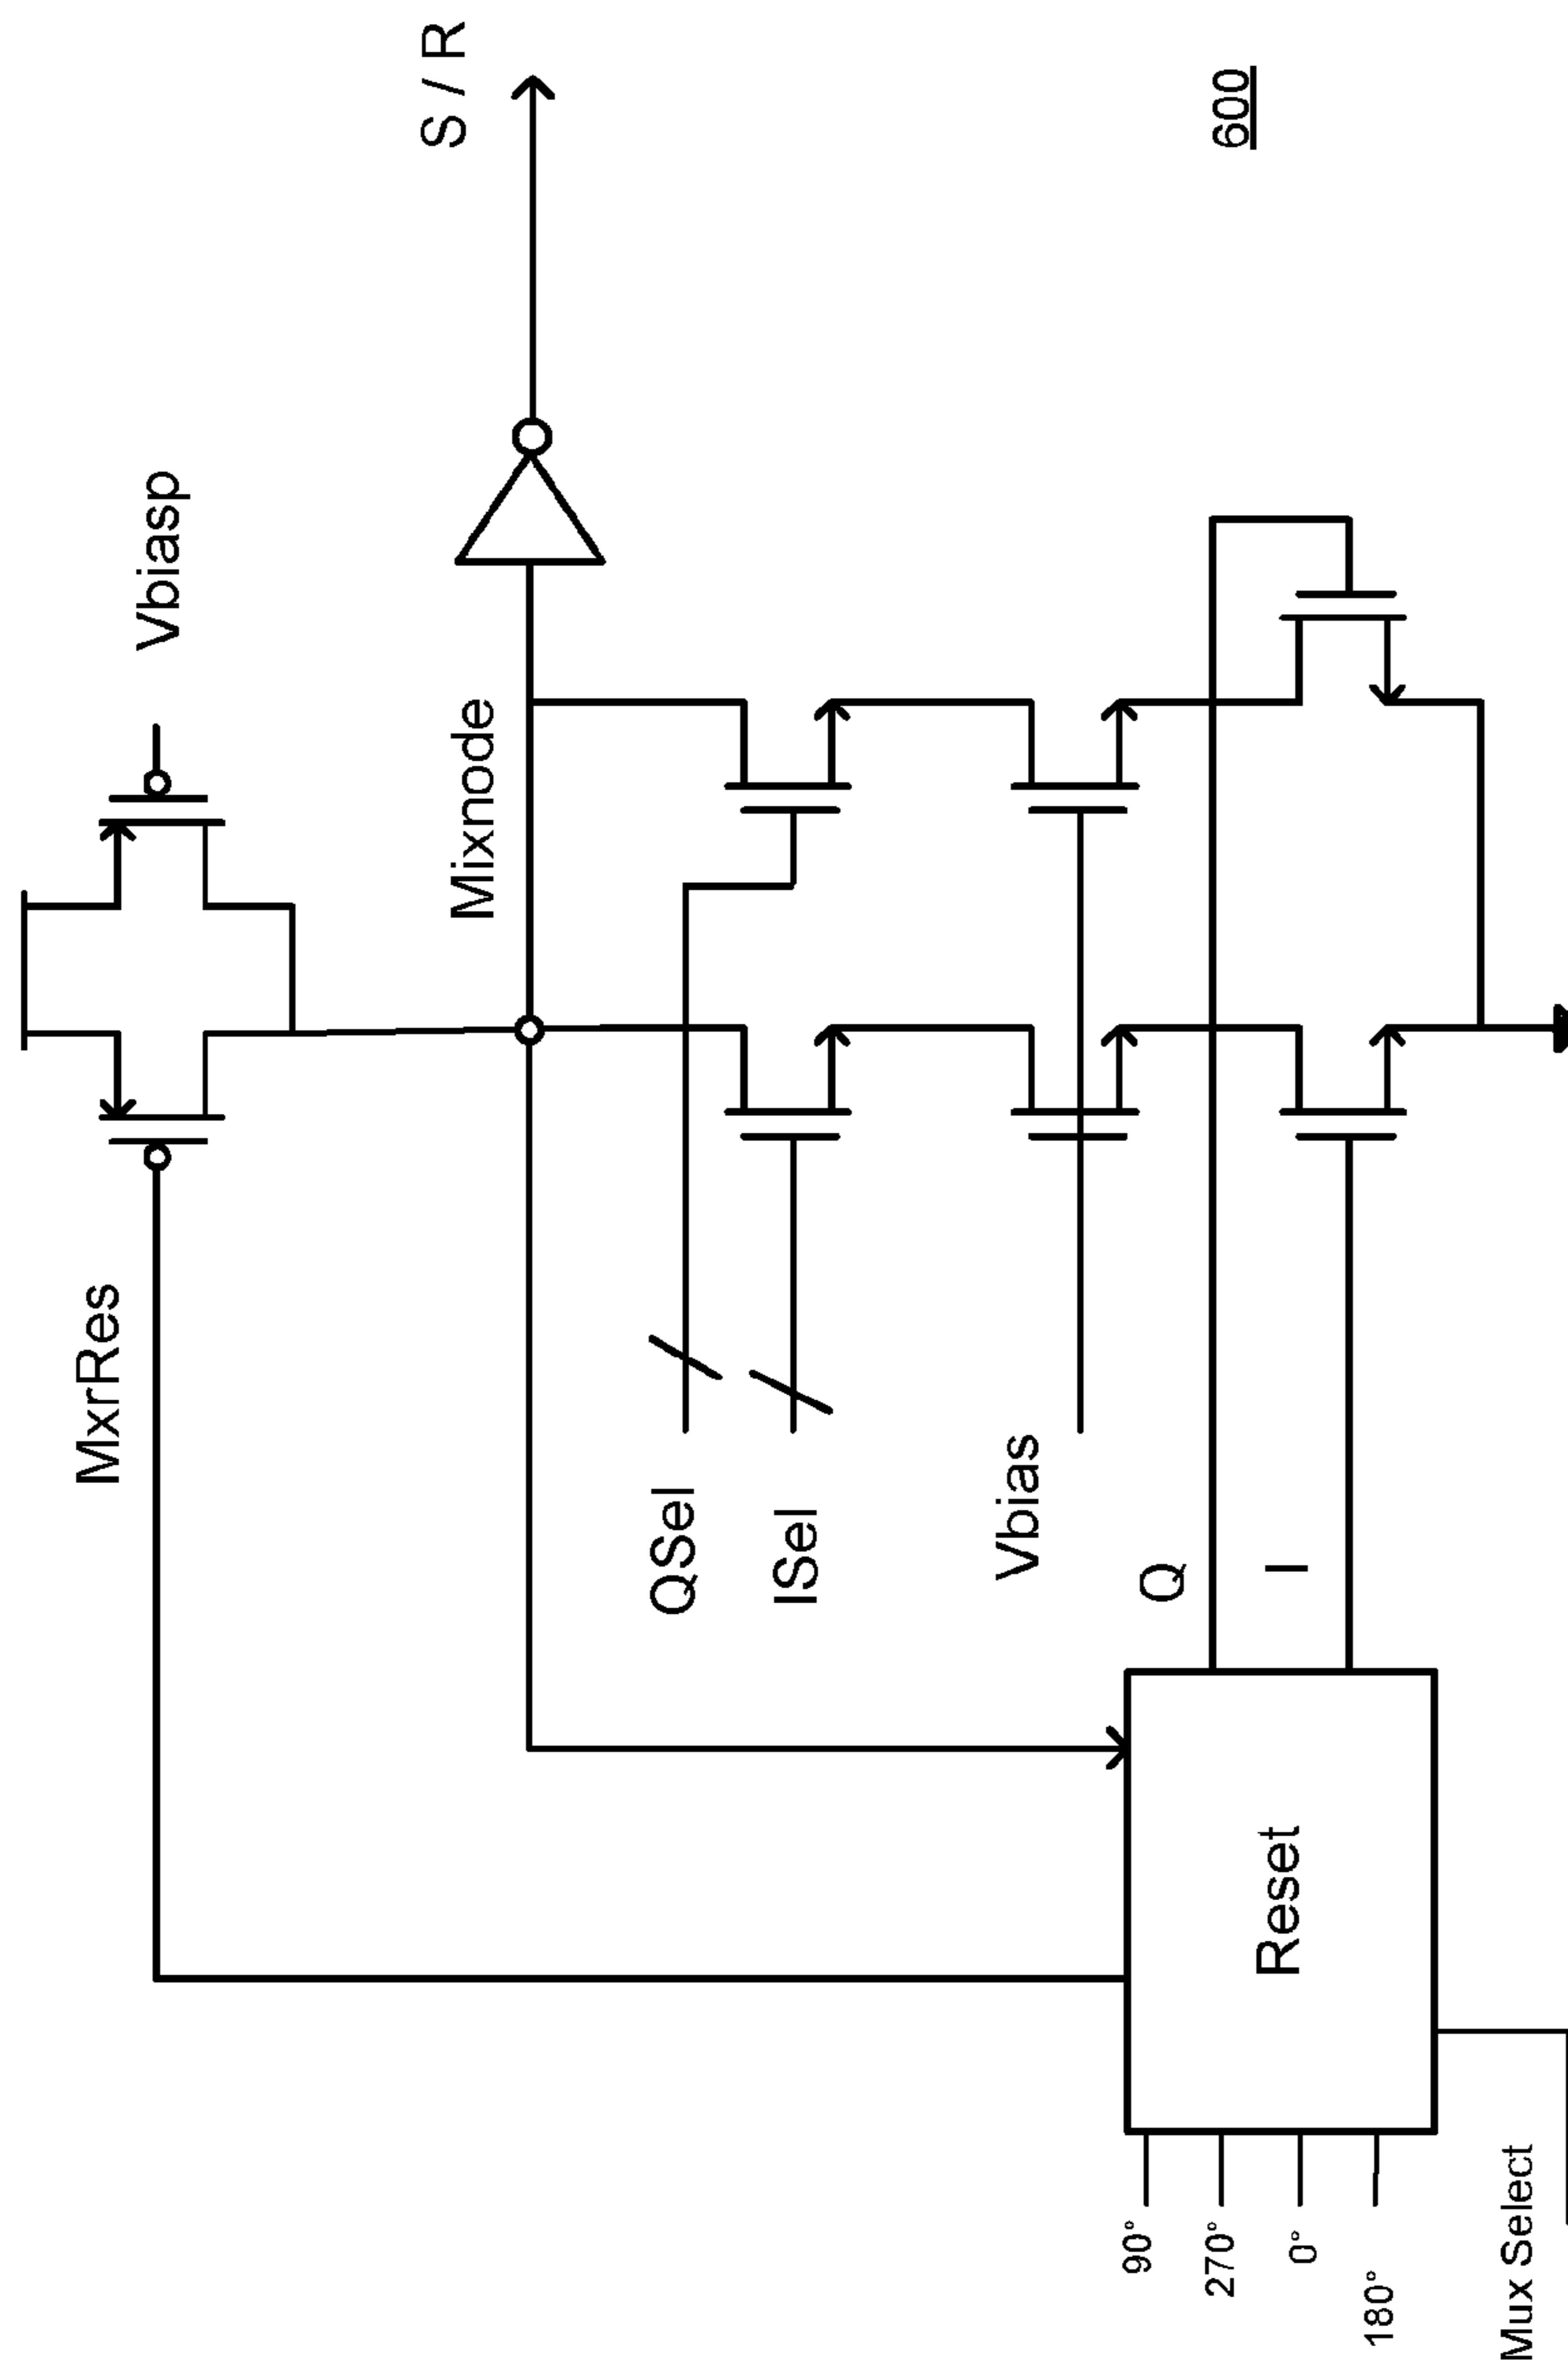 S / R
600
Vbiasp
Mixnode
MxrRes
QSel
ISel
Vbias
Q
I
Reset
90°
270°
0°
180°
Mux Select